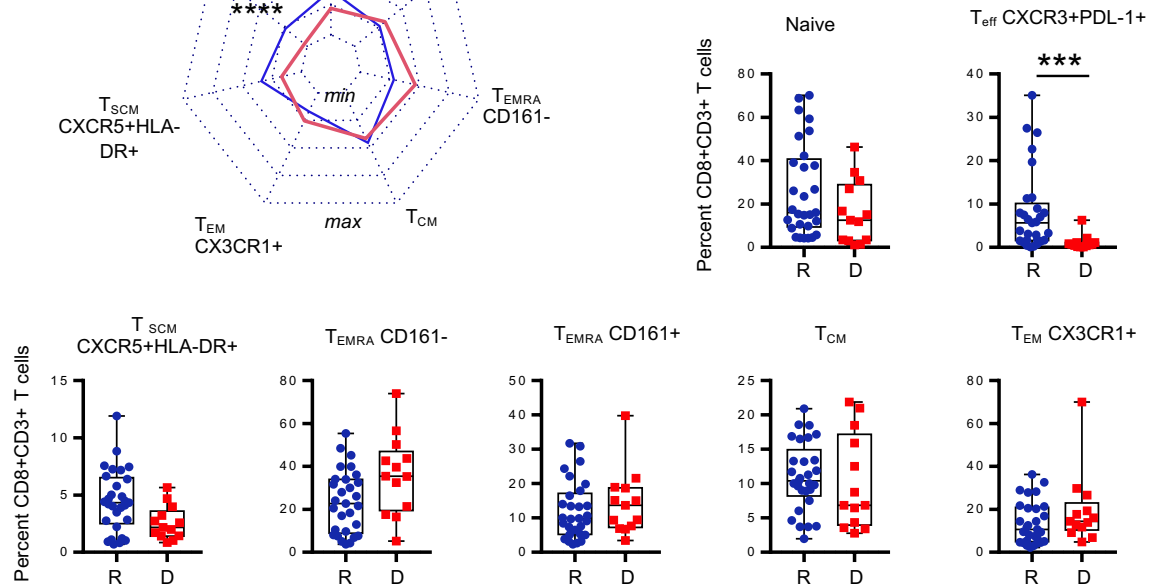 ****
min
T_EMRA
CD161-
T_SCM
CXCR5+HLA-
DR+
T_EM
CX3CR1+
max
T_CM
Naive
Percent CD8+CD3+ T cells
80
60
40
20
0
R D
T_eff CXCR3+PDL-1+
***
40
30
20
10
0
R D
T SCM
CXCR5+HLA-DR+
Percent CD8+CD3+ T cells
15
10
5
0
R D
T_EMRA CD161-
80
60
40
20
0
R D
T_EMRA CD161+
50
40
30
20
10
0
R D
T_CM
25
20
15
10
5
0
R D
T_EM CX3CR1+
80
60
40
20
0
R D